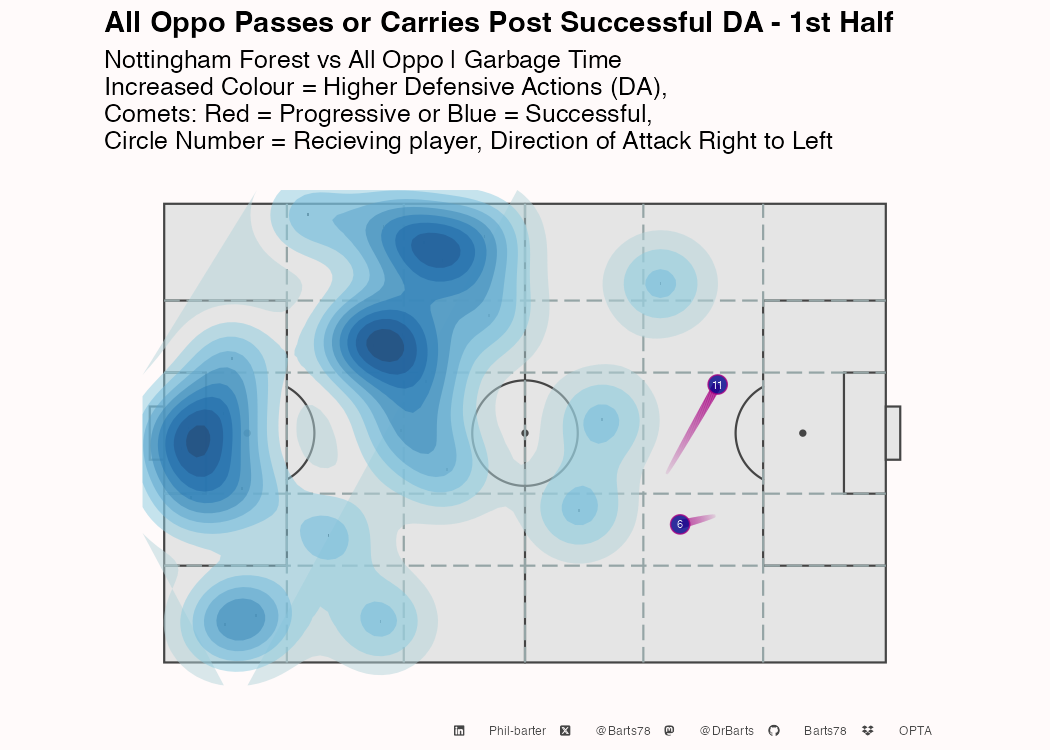 All Oppo Passes or Carries Post Successful DA - 1st Half
Nottingham Forest vs All Oppo | Garbage Time
Increased Colour = Higher Defensive Actions (DA),
Comets: Red = Progressive or Blue = Successful,
Circle Number = Recieving player, Direction of Attack Right to Left
11
6
Phil-barter @Barts78 @DrBarts Barts78 OPTA